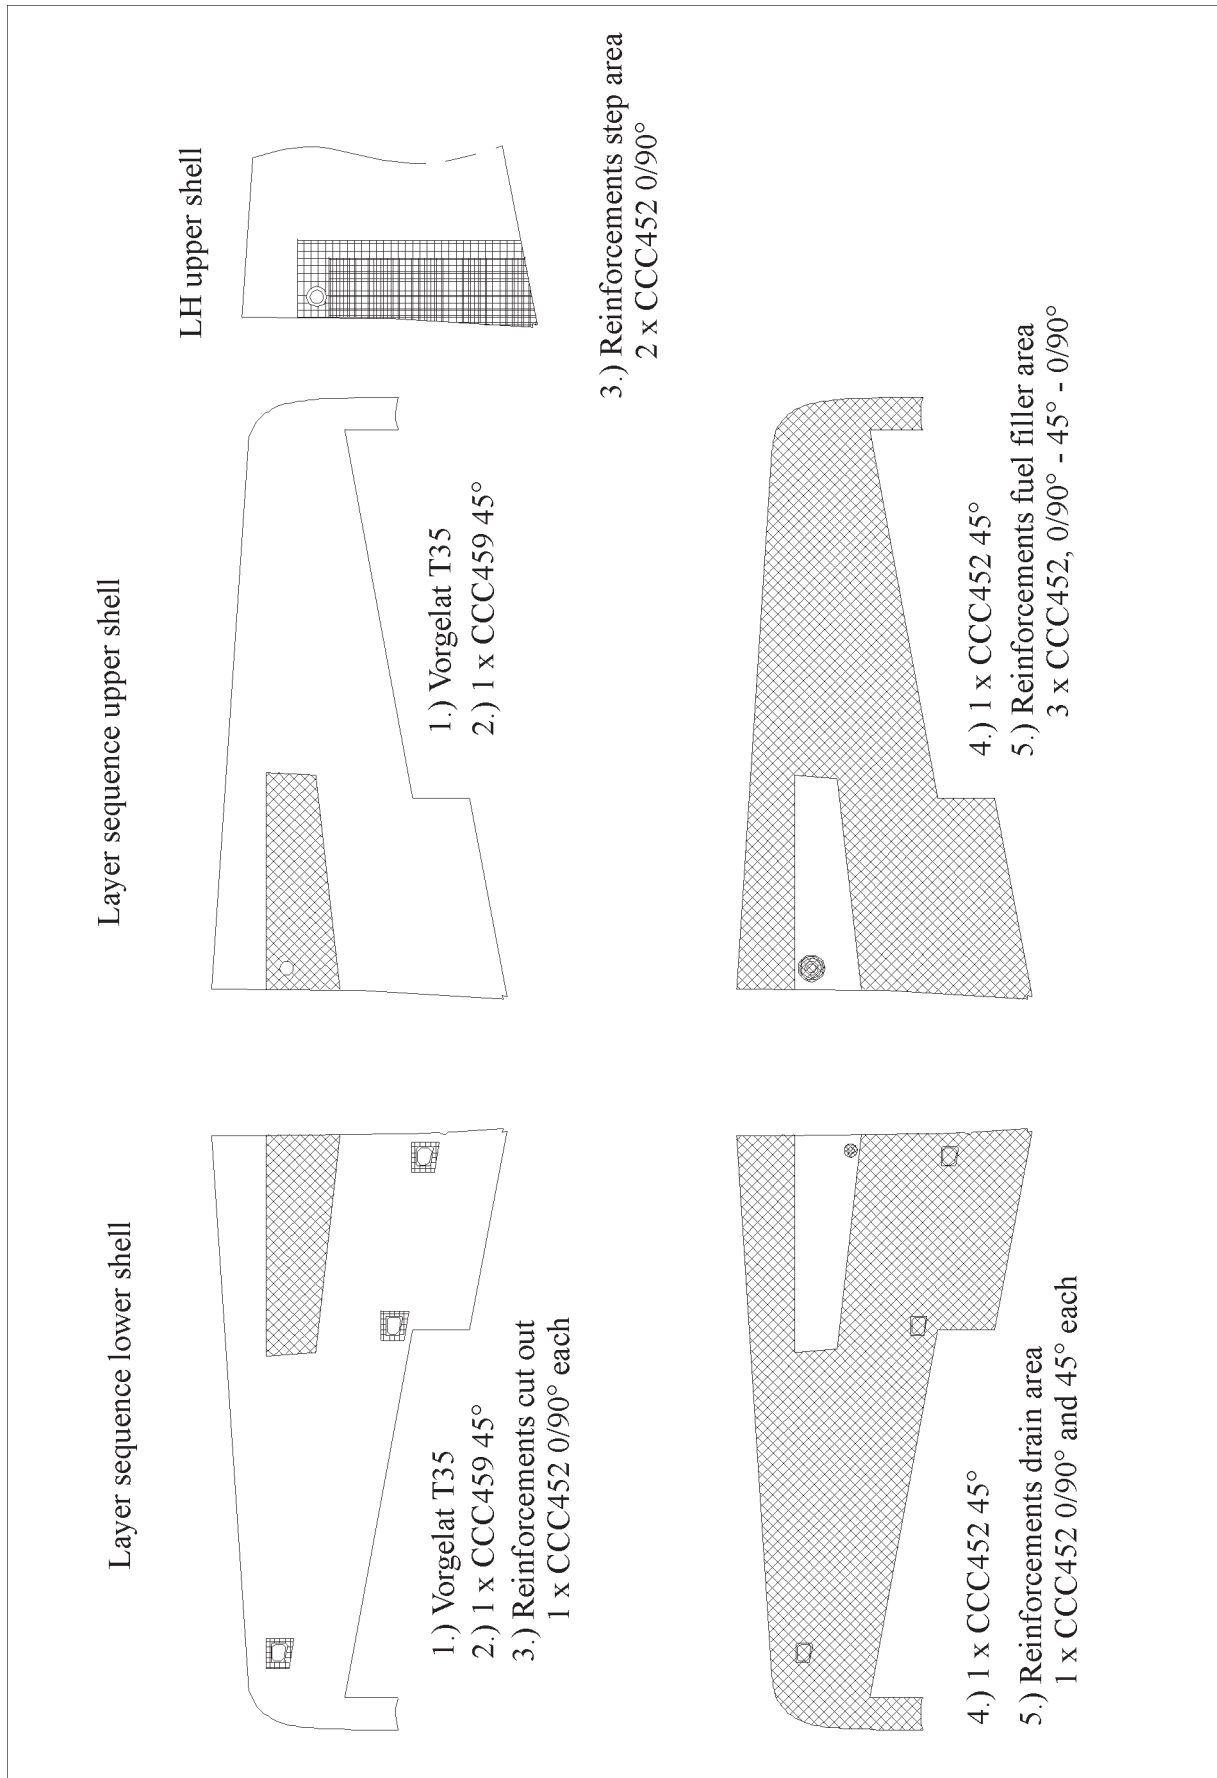 Layer sequence lower shell
1.) Vorgelat T35
2.) 1 x CCC459 45°
3.) Reinforcements cut out
1 x CCC452 0/90° each
4.) 1 x CCC452 45°
5.) Reinforcements drain area
1 x CCC452 0/90° and 45° each
Layer sequence upper shell
1.) Vorgelat T35
2.) 1 x CCC459 45°
LH upper shell
3.) Reinforcements step area
2 x CCC452 0/90°
4.) 1 x CCC452 45°
5.) Reinforcements fuel filler area
3 x CCC452, 0/90° - 45° - 0/90°